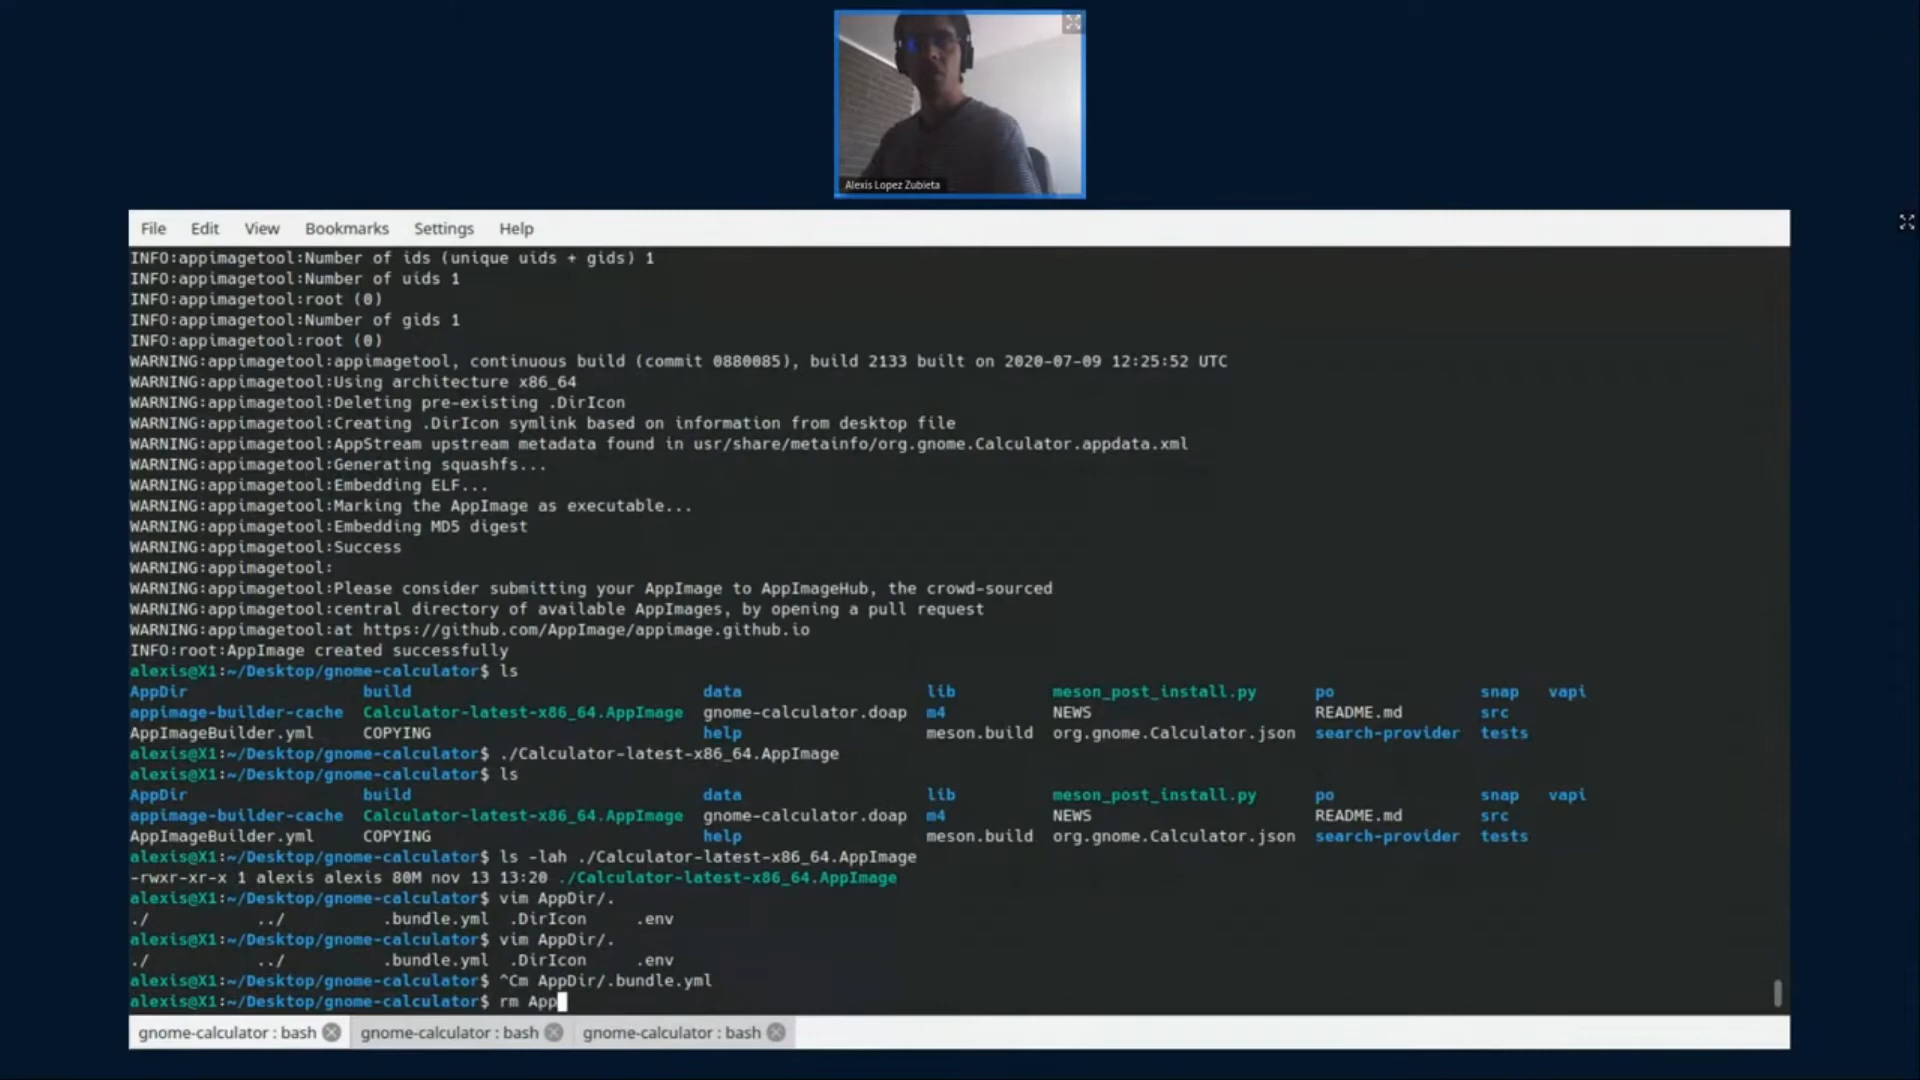 Alexis Lopez Zubieta
File Edit View Bookmarks Settings Help
INFO:appimagetool:Number of ids (unique uids + gids) 1
INFO:appimagetool:Number of uids 1
INFO:appimagetool:root (0)
INFO:appimagetool:Number of gids 1
INFO:appimagetool:root (0)
WARNING:appimagetool:appimagetool, continuous build (commit 0880085), build 2133 built on 2020-07-09 12:25:52 UTC
WARNING:appimagetool:Using architecture x86_64
WARNING:appimagetool:Deleting pre-existing .DirIcon
WARNING:appimagetool:Creating .DirIcon symlink based on information from desktop file
WARNING:appimagetool:AppStream upstream metadata found in usr/share/metainfo/org.gnome.Calculator.appdata.xml
WARNING:appimagetool:Generating squashfs...
WARNING:appimagetool:Embedding ELF...
WARNING:appimagetool:Marking the AppImage as executable...
WARNING:appimagetool:Embedding MD5 digest
WARNING:appimagetool:Success
WARNING:appimagetool:
WARNING:appimagetool:Please consider submitting your AppImage to AppImageHub, the crowd-sourced
WARNING:appimagetool:central directory of available AppImages, by opening a pull request
WARNING:appimagetool:at https://github.com/AppImage/appimage.github.io
INFO:root:AppImage created successfully
alexis@X1:~/Desktop/gnome-calculator$ ls
AppDir build data lib meson_post_install.py po snap vapi
appimage-builder-cache Calculator-latest-x86_64.AppImage gnome-calculator.doap m4 NEWS README.md src
AppImageBuilder.yml COPYING help meson.build org.gnome.Calculator.json search-provider tests
alexis@X1:~/Desktop/gnome-calculator$ ./Calculator-latest-x86_64.AppImage
alexis@X1:~/Desktop/gnome-calculator$ ls
AppDir build data lib meson_post_install.py po snap vapi
appimage-builder-cache Calculator-latest-x86_64.AppImage gnome-calculator.doap m4 NEWS README.md src
AppImageBuilder.yml COPYING help meson.build org.gnome.Calculator.json search-provider tests
alexis@X1:~/Desktop/gnome-calculator$ ls -lah ./Calculator-latest-x86_64.AppImage
-rwxr-xr-x 1 alexis alexis 80M nov 13 13:20 ./Calculator-latest-x86_64.AppImage
alexis@X1:~/Desktop/gnome-calculator$ vim AppDir/.
./ ../ .bundle.yml .DirIcon .env
alexis@X1:~/Desktop/gnome-calculator$ vim AppDir/.
./ ../ .bundle.yml .DirIcon .env
alexis@X1:~/Desktop/gnome-calculator$ ^Cm AppDir/.bundle.yml
alexis@X1:~/Desktop/gnome-calculator$ rm App
gnome-calculator : bash gnome-calculator : bash gnome-calculator : bash